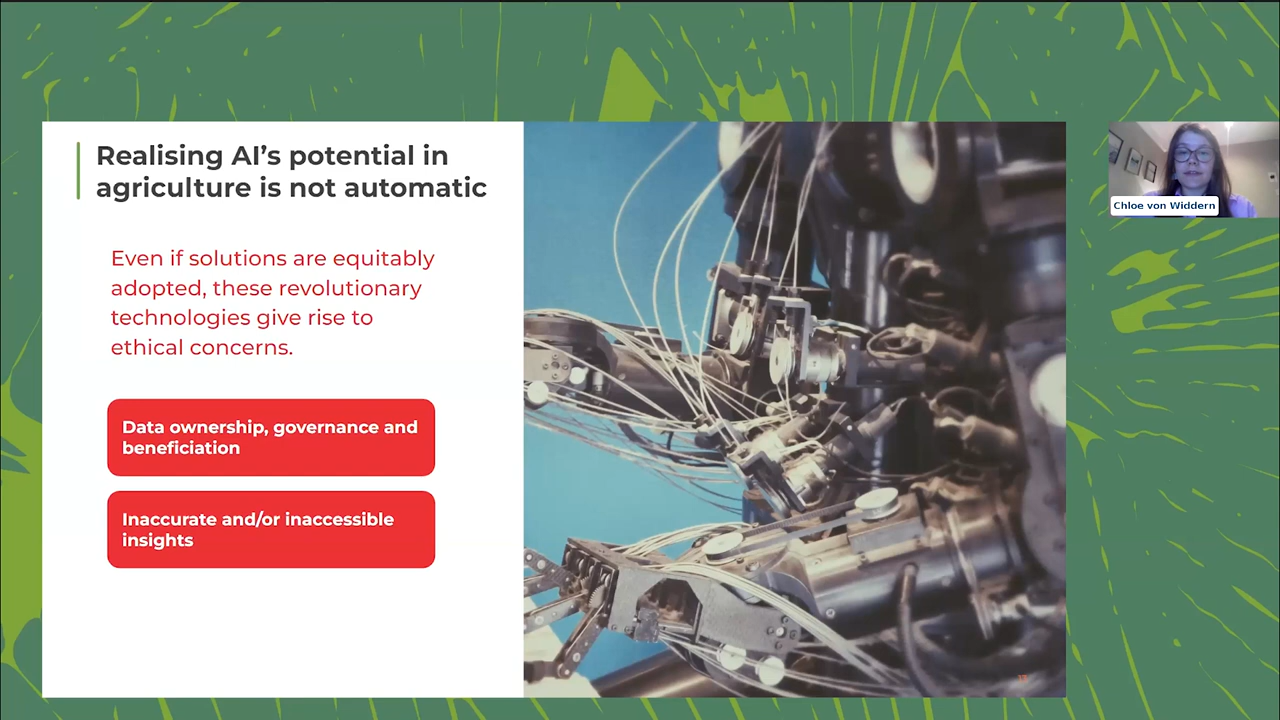 Realising AI's potential in
agriculture is not automatic
Even if solutions are equitably
adopted, these revolutionary
technologies give rise to
ethical concerns.
Data ownership, governance and
beneficiation
Inaccurate and/or inaccessible
insights
Chloe von Widdern